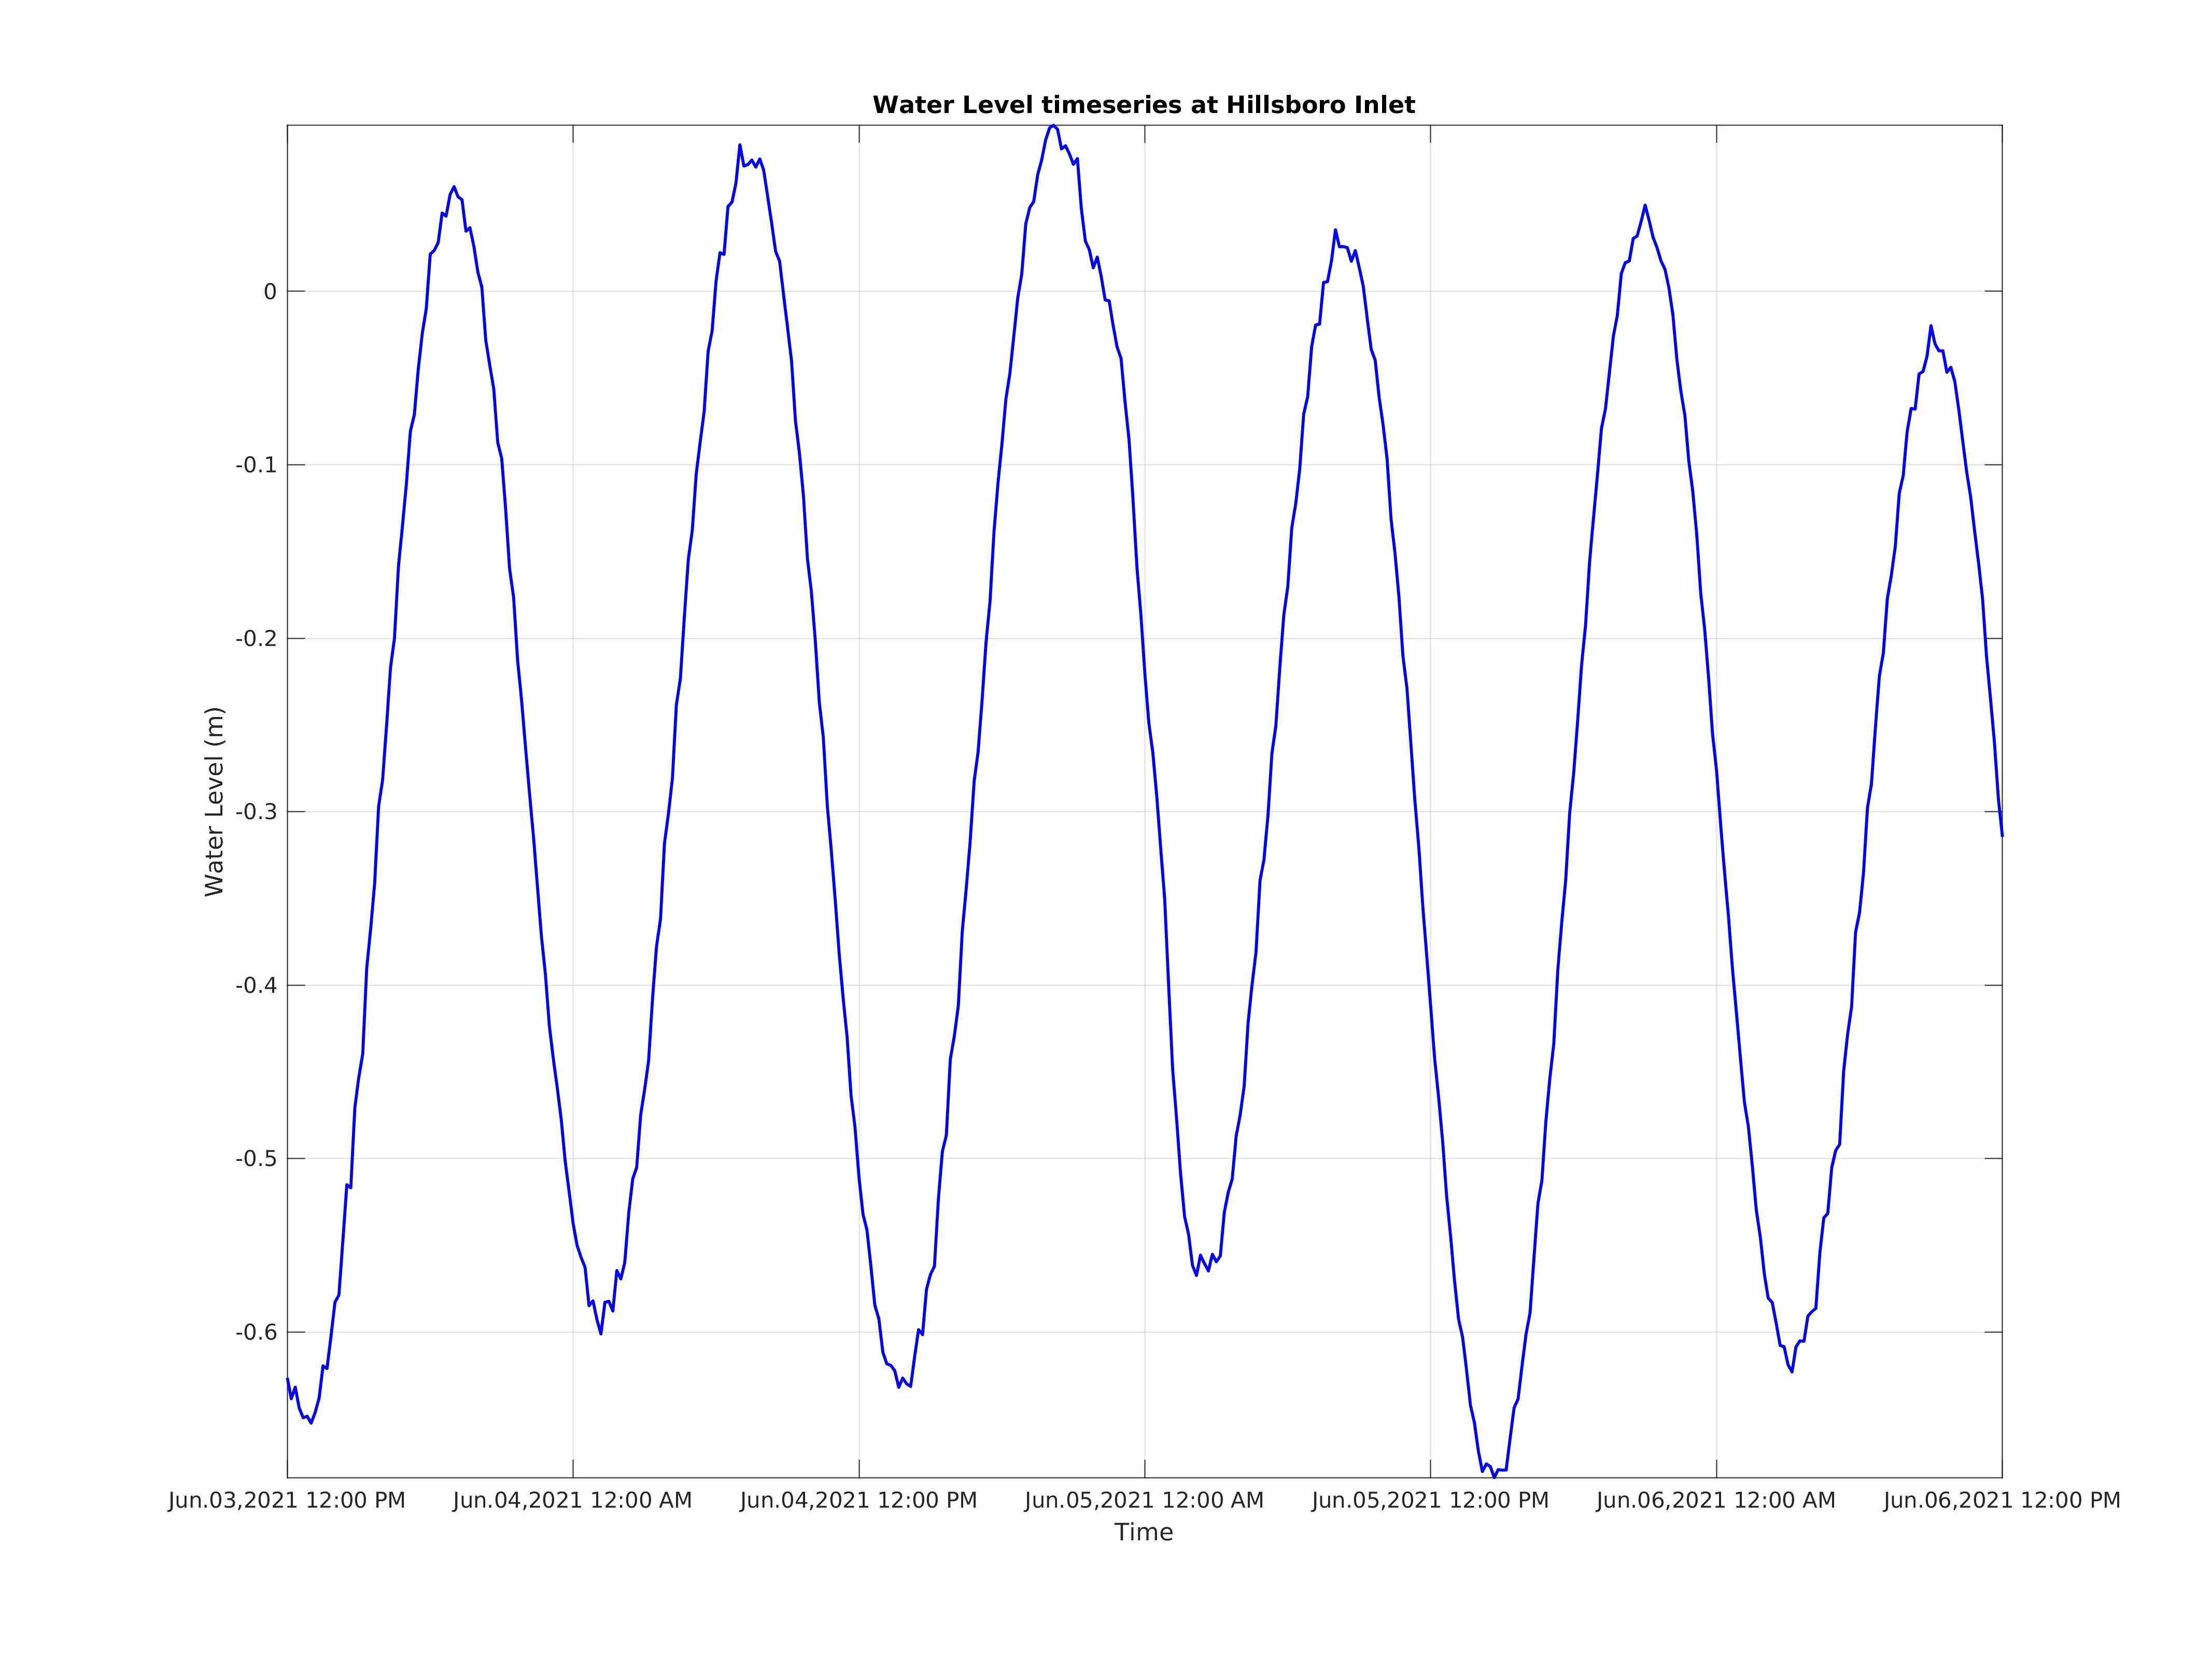 Water Level timeseries at Hillsboro Inlet
0
-0.1
-0.2
-0.3
-0.4
-0.5
-0.6
Water Level (m)
Jun.03,2021 12:00 PM
Jun.04,2021 12:00 AM
Jun.04,2021 12:00 PM
Jun.05,2021 12:00 AM
Jun.05,2021 12:00 PM
Jun.06,2021 12:00 AM
Jun.06,2021 12:00 PM
Time